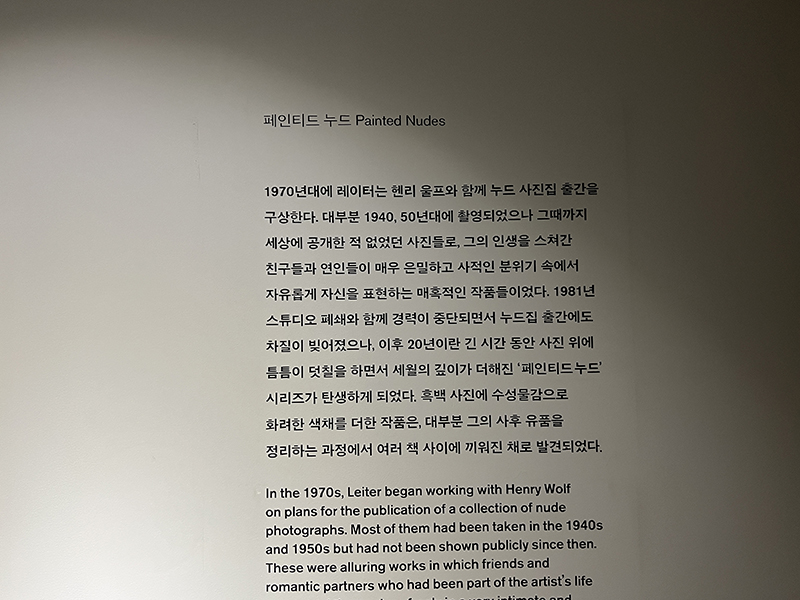 페인티드 누드 Painted Nudes
1970년대에 레이터는 헨리 울프와 함께 누드 사진집 출간을
구상한다. 대부분 1940, 50년대에 촬영되었으나 그때까지
세상에 공개한 적 없었던 사진들로, 그의 인생을 스쳐간
친구들과 연인들이 매우 은밀하고 사적인 분위기 속에서
자유롭게 자신을 표현하는 매혹적인 작품들이었다. 1981년
스튜디오 폐쇄와 함께 경력이 중단되면서 누드집 출간에도
차질이 빚어졌으나, 이후 20년이란 긴 시간 동안 사진 위에
틈틈이 덧칠을 하면서 세월의 깊이가 더해진 ‘페인티드 누드’
시리즈가 탄생하게 되었다. 흑백 사진에 수성물감으로
화려한 색채를 더한 작품은, 대부분 그의 사후 유품을
정리하는 과정에서 여러 책 사이에 끼워진 채로 발견되었다.
In the 1970s, Leiter began working with Henry Wolf
on plans for the publication of a collection of nude
photographs. Most of them had been taken in the 1940s
and 1950s but had not been shown publicly since then.
These were alluring works in which friends and
romantic partners who had been part of the artist’s life
very intimate and